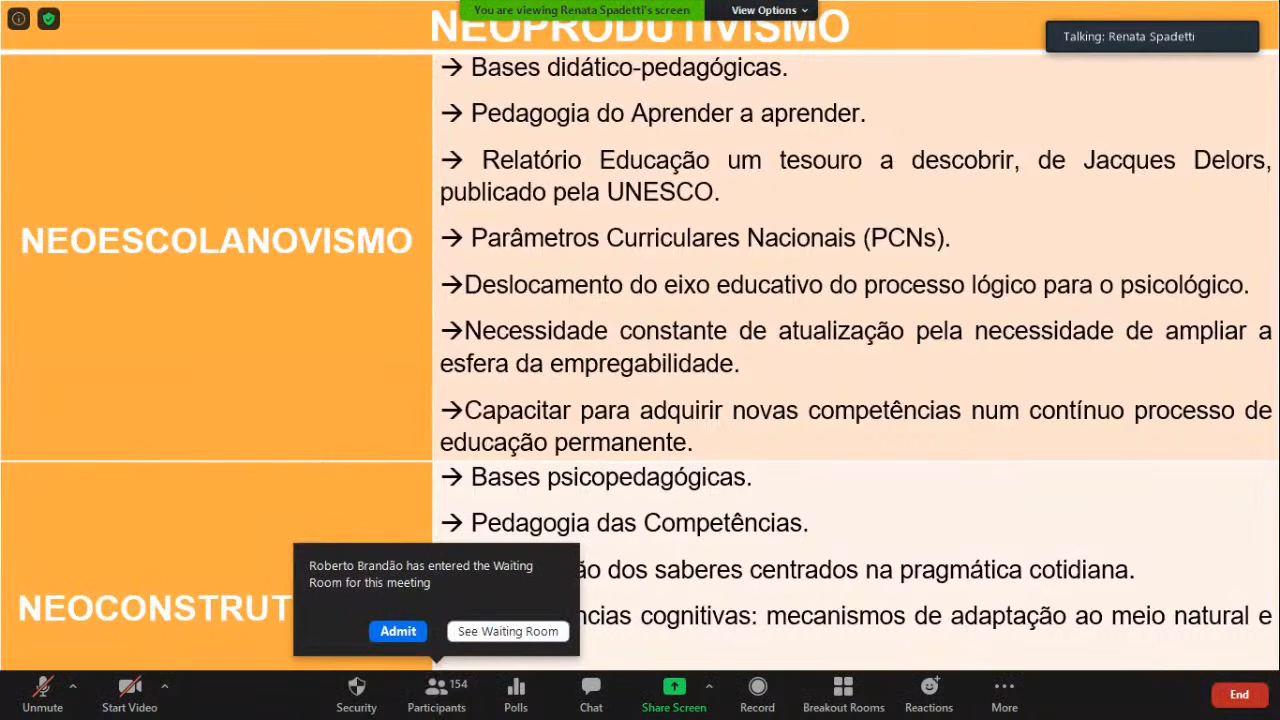 You are viewing Renata Spadetti's screen
View Options
NEOPRODUTIVISMO
Talking: Renata Spadetti
→ Bases didático-pedagógicas.
→ Pedagogia do Aprender a aprender.
→ Relatório Educação um tesouro a descobrir, de Jacques Delors,
publicado pela UNESCO.
NEOESCOLANOVISMO
→ Parâmetros Curriculares Nacionais (PCNs).
→Deslocamento do eixo educativo do processo lógico para o psicológico.
→Necessidade constante de atualização pela necessidade de ampliar a
esfera da empregabilidade.
→Capacitar para adquirir novas competências num contínuo processo de
educação permanente.
→ Bases psicopedagógicas.
→ Pedagogia das Competências.
dos saberes centrados na pragmática cotidiana.
NEOCONSTRUT
cognitivas: mecanismos de adaptação ao meio natural e
Roberto Brandão has entered the Waiting
Room for this meeting
Admit
See Waiting Room
Unmute
Start Video
Security
Participants
154
Polls
Chat
Share Screen
Record
Breakout Rooms
Reactions
More
End